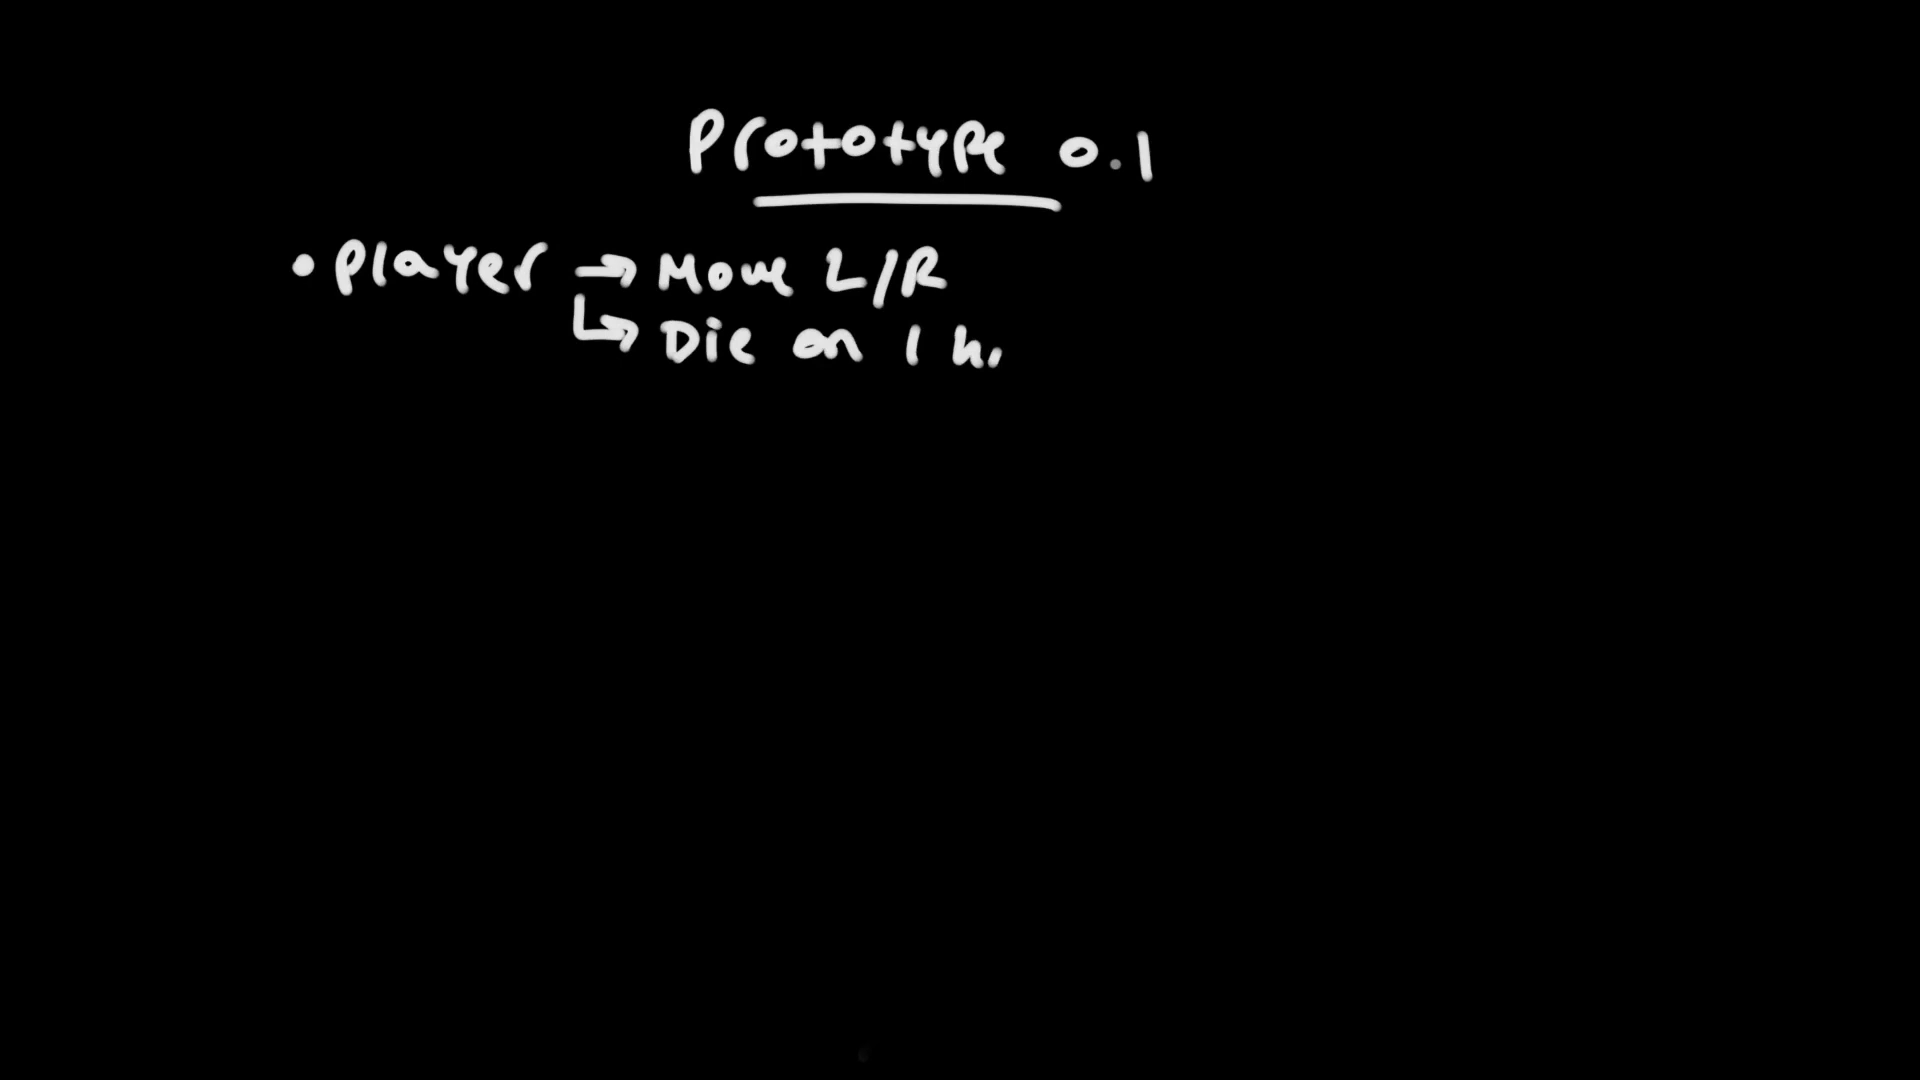 Prototype 0.1
• Player → Move L/R
↳ Die on 1 h